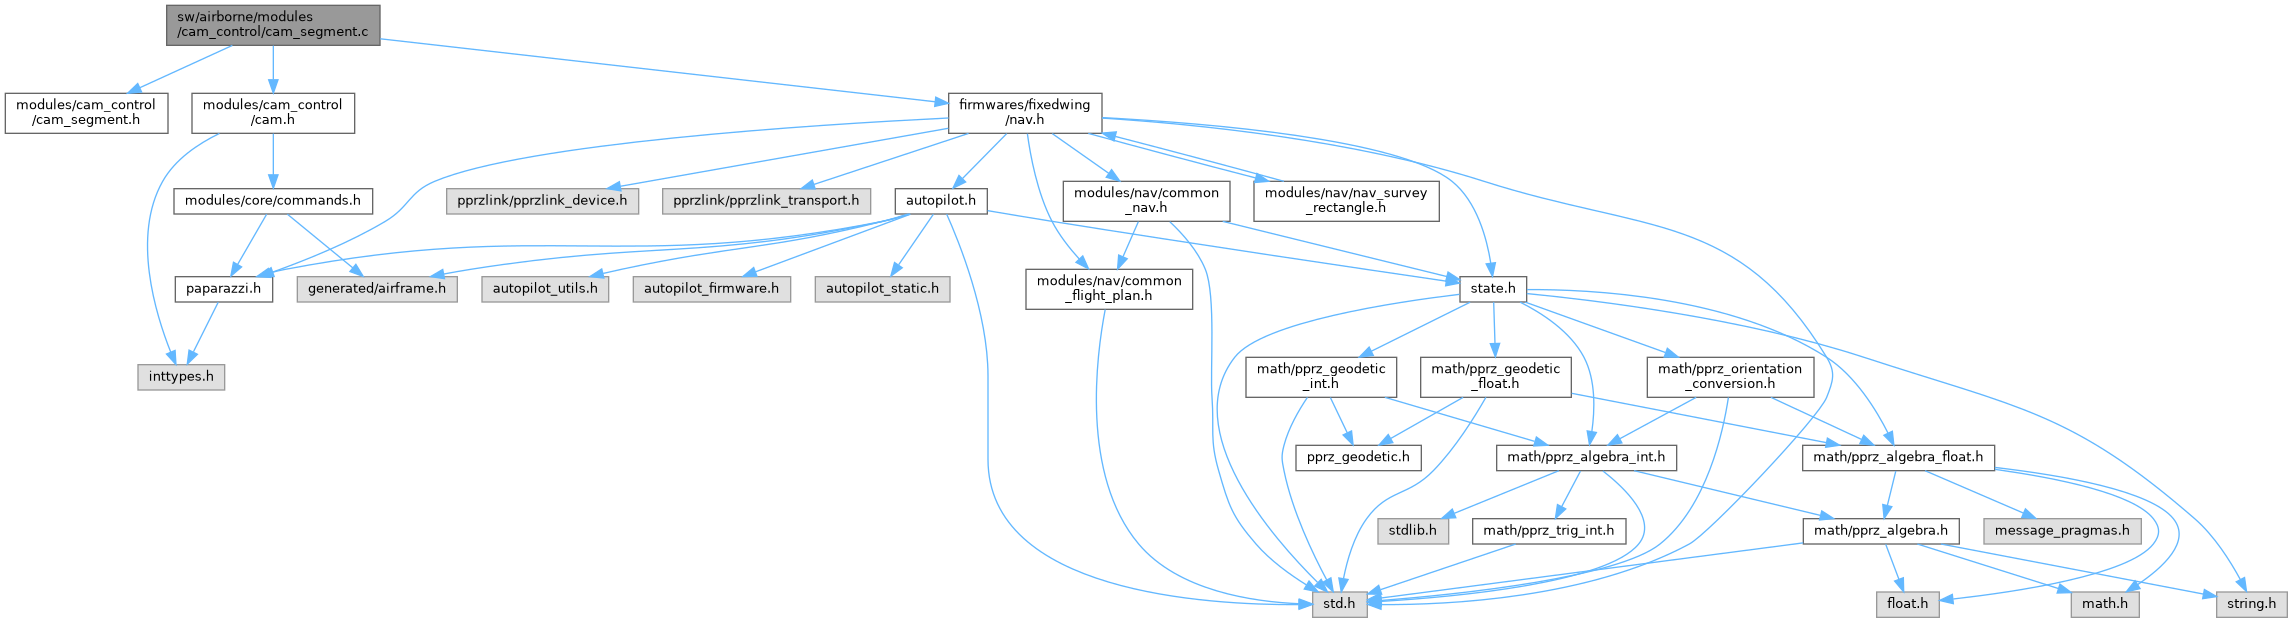 sw/airborne/modules
/cam_control/cam_segment.c
modules/cam_control
/cam_segment.h
modules/cam_control
/cam.h
firmwares/fixedwing
/nav.h
modules/core/commands.h
pprzlink/pprzlink_device.h
pprzlink/pprzlink_transport.h
autopilot.h
modules/nav/common
_nav.h
modules/nav/nav_survey
_rectangle.h
paparazzi.h
generated/airframe.h
autopilot_utils.h
autopilot_firmware.h
autopilot_static.h
modules/nav/common
_flight_plan.h
state.h
inttypes.h
math/pprz_geodetic
_int.h
math/pprz_geodetic
_float.h
math/pprz_orientation
_conversion.h
pprz_geodetic.h
math/pprz_algebra_int.h
math/pprz_algebra_float.h
stdlib.h
math/pprz_trig_int.h
math/pprz_algebra.h
message_pragmas.h
std.h
float.h
math.h
string.h